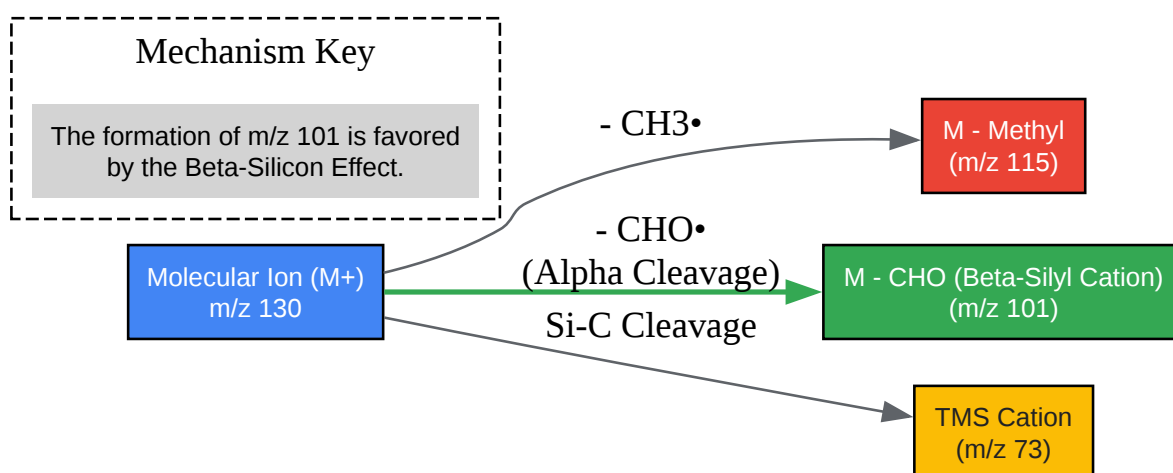 Mechanism Key
The formation of m/z 101 is favored
by the Beta-Silicon Effect.
- CH3•
M - Methyl
(m/z 115)
- CHO•
(Alpha Cleavage)
Molecular Ion (M+)
m/z 130
M - CHO (Beta-Silyl Cation)
(m/z 101)
Si-C Cleavage
TMS Cation
(m/z 73)